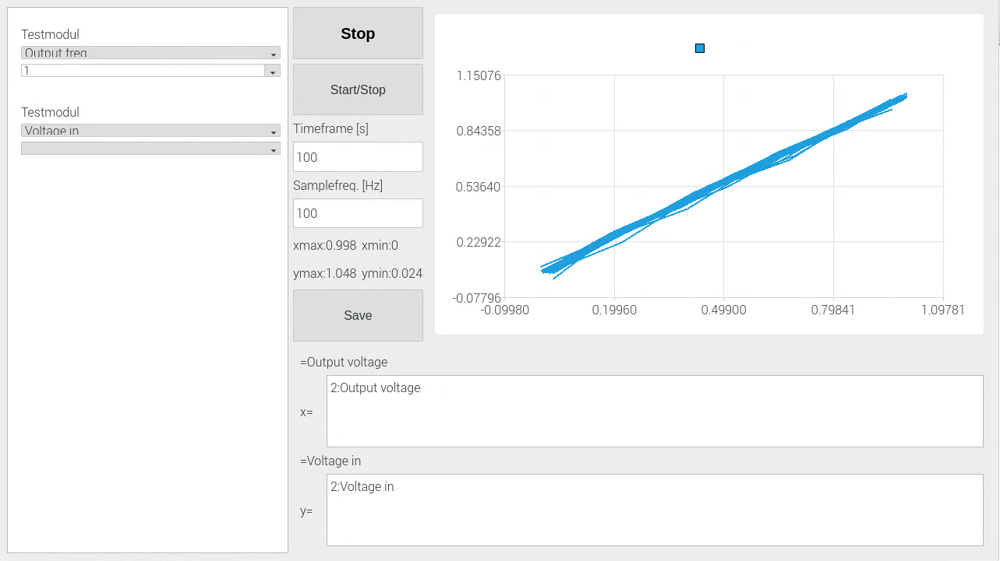 Testmodul
Output freq.
1
Testmodul
Voltage in
Stop
Start/Stop
Timeframe [s]
100
Samplefreq. [Hz]
100
xmax:0.998 xmin:0
ymax:1.048 ymin:0.024
Save
1.15076
0.84358
0.53640
0.22922
-0.07796
-0.09980 0.19960 0.49900 0.79841 1.09781
=Output voltage
x= 2:Output voltage
=Voltage in
y= 2:Voltage in